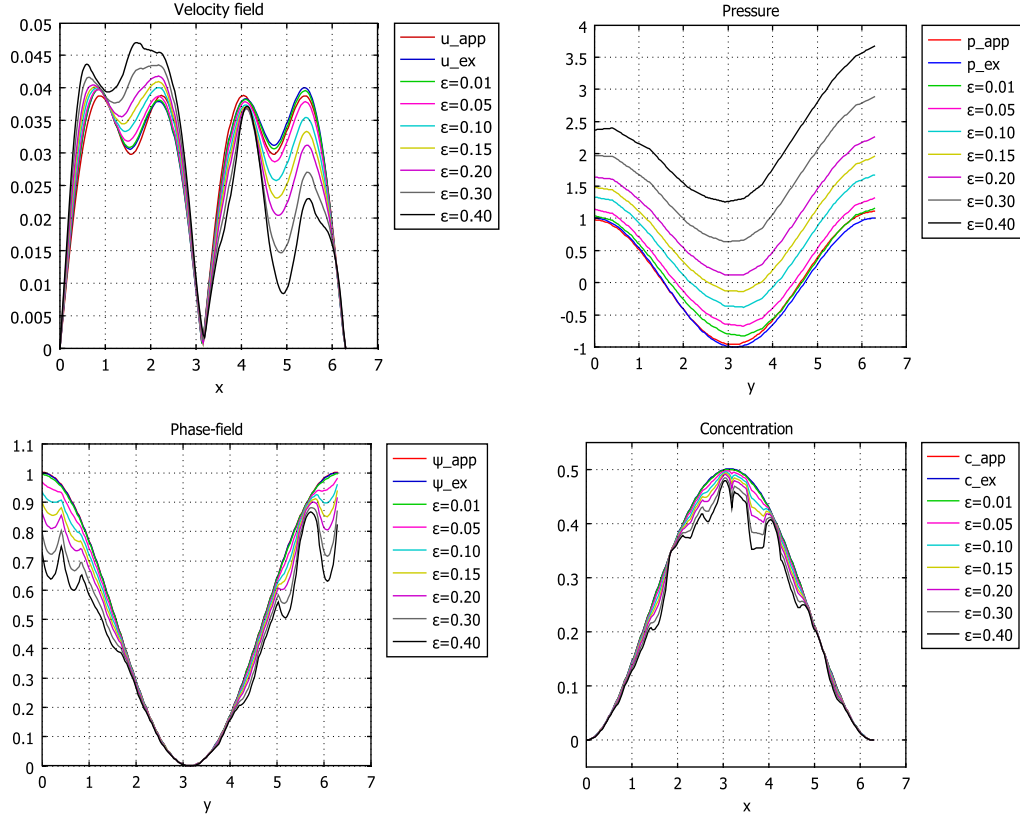 Velocity field
0.05
0.045
0.04
0.035
0.03
0.025
0.02
0.015
0.01
0.005
0
0 1 2 3 4 5 6 7
x
u_app
u_ex
ε=0.01
ε=0.05
ε=0.10
ε=0.15
ε=0.20
ε=0.30
ε=0.40
Pressure
4
3.5
3
2.5
2
1.5
1
0.5
0
-0.5
-1
0 1 2 3 4 5 6 7
y
p_app
p_ex
ε=0.01
ε=0.05
ε=0.10
ε=0.15
ε=0.20
ε=0.30
ε=0.40
Phase-field
1.1
1
0.9
0.8
0.7
0.6
0.5
0.4
0.3
0.2
0.1
0
0 1 2 3 4 5 6 7
y
ψ_app
ψ_ex
ε=0.01
ε=0.05
ε=0.10
ε=0.15
ε=0.20
ε=0.30
ε=0.40
Concentration
0.5
0.4
0.3
0.2
0.1
0
0 1 2 3 4 5 6 7
x
c_app
c_ex
ε=0.01
ε=0.05
ε=0.10
ε=0.15
ε=0.20
ε=0.30
ε=0.40